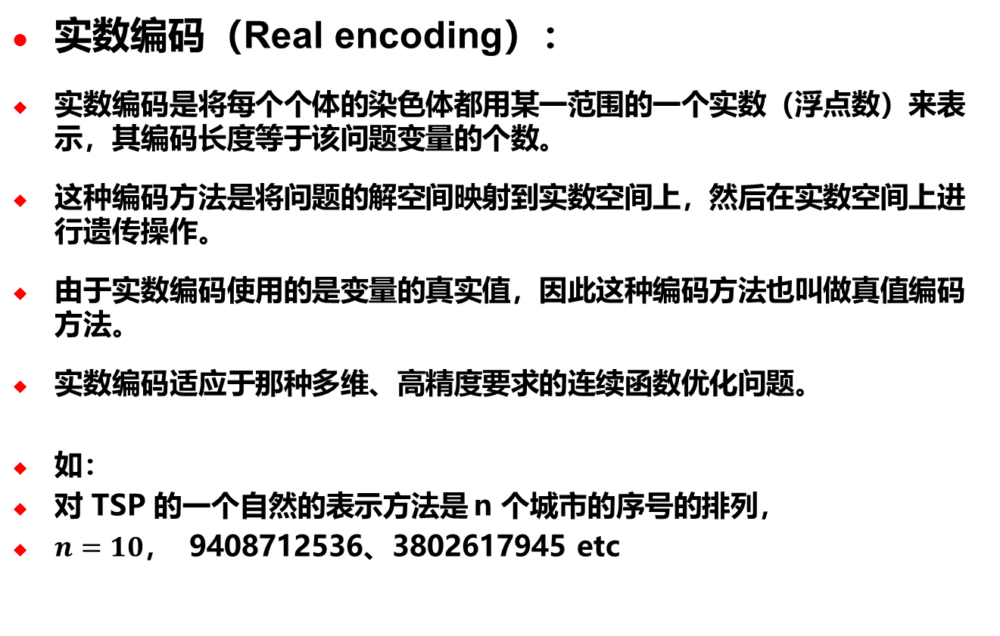 实数编码（Real encoding）：
实数编码是将每个个体的染色体都用某一范围的一个实数（浮点数）来表
示，其编码长度等于该问题变量的个数。
这种编码方法是将问题的解空间映射到实数空间上，然后在实数空间上进
行遗传操作。
由于实数编码使用的是变量的真实值，因此这种编码方法也叫做真值编码
方法。
实数编码适应于那种多维、高精度要求的连续函数优化问题。
如：
对 TSP 的一个自然的表示方法是 n 个城市的序号的排列，
n = 10， 9408712536、3802617945 etc